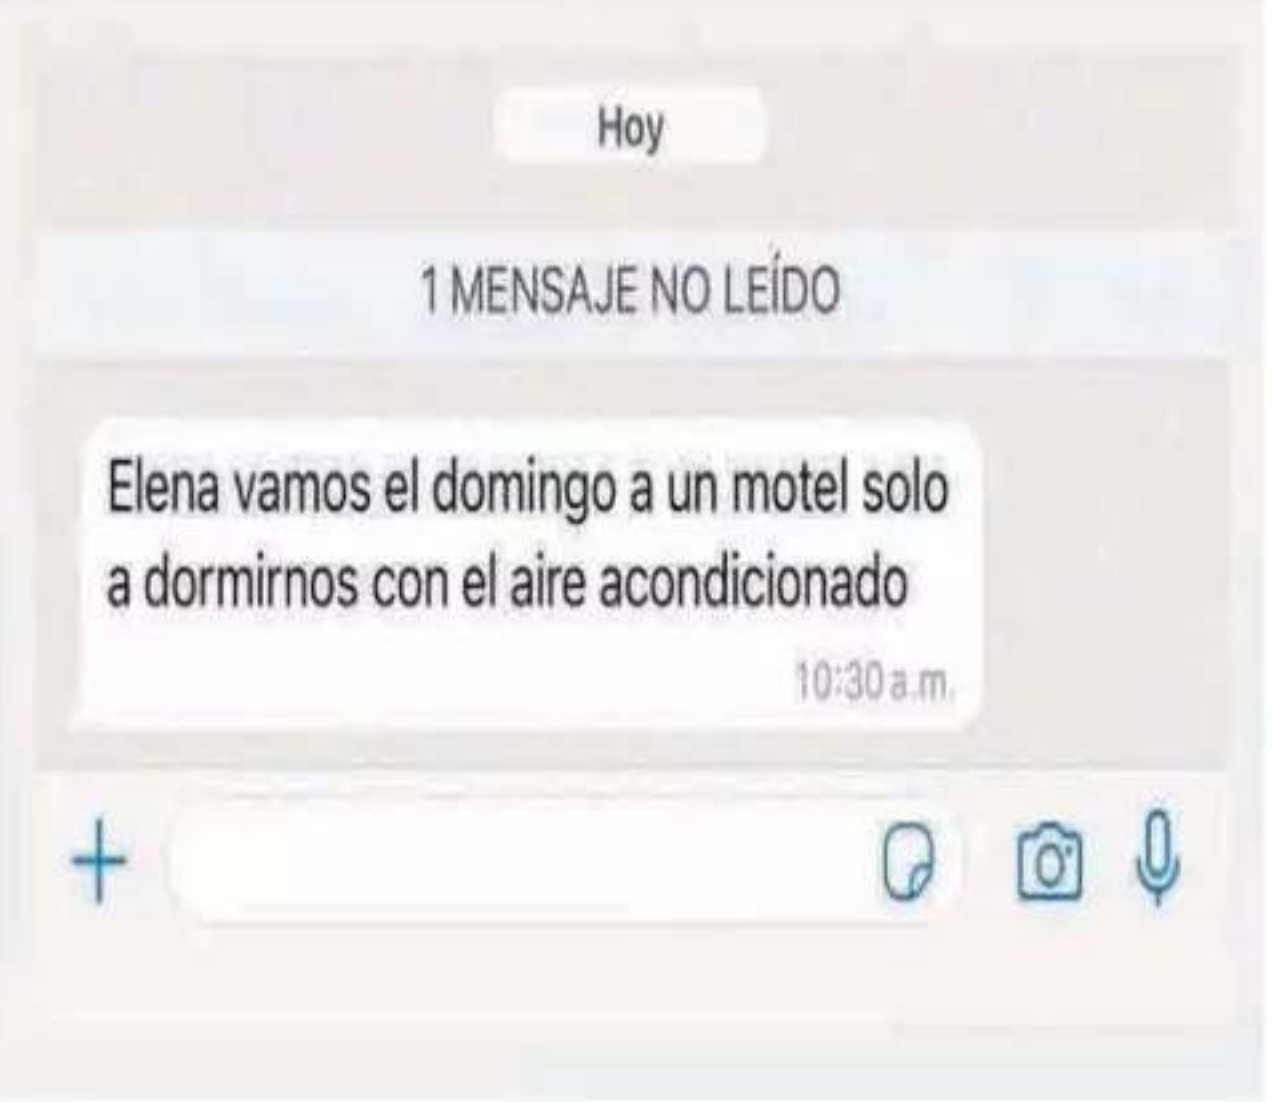 Hoy
1 MENSAJE NO LEÍDO
Elena vamos el domingo a un motel solo
a dormirnos con el aire acondicionado
10:30 a.m.